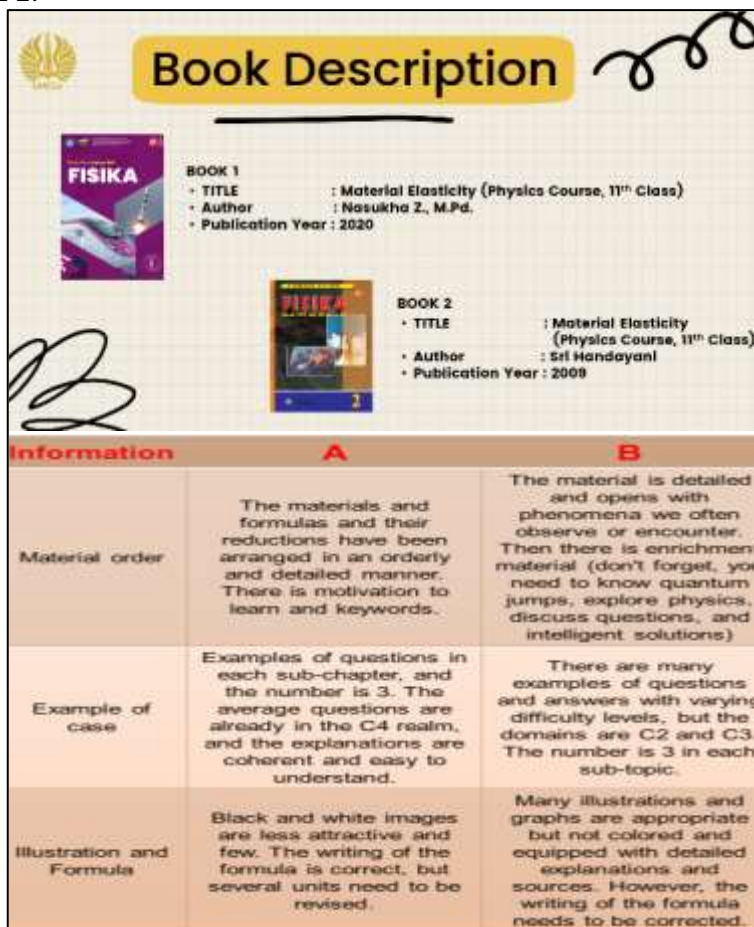 Book Description
FISIKA
BOOK 1
• TITLE : Material Elasticity (Physics Course, 11th Class)
• Author : Nasukha Z., M.Pd.
• Publication Year : 2020
FISIKA
2
BOOK 2
• TITLE : Material Elasticity
(Physics Course, 11th Class)
• Author : Sri Handayani
• Publication Year : 2009
Information A B
Material order
The materials and
formulas and their
reductions have been
arranged in an orderly
and detailed manner.
There is motivation to
learn and keywords.
The material is detailed
and opens with
phenomena we often
observe or encounter.
Then there is enrichment
material (don't forget, you
need to know quantum
jumps, explore physics,
discuss questions, and
intelligent solutions)
Example of
case
Examples of questions in
each sub-chapter, and
the number is 3. The
average questions are
already in the C4 realm,
and the explanations are
coherent and easy to
understand.
There are many
examples of questions
and answers with varying
difficulty levels, but the
domains are C2 and C3.
The number is 3 in each
sub-topic.
Illustration and
Formula
Black and white images
are less attractive and
few. The writing of the
formula is correct, but
several units need to be
revised.
Many illustrations and
graphs are appropriate
but not colored and
equipped with detailed
explanations and
sources. However, the
writing of the formula
needs to be corrected.